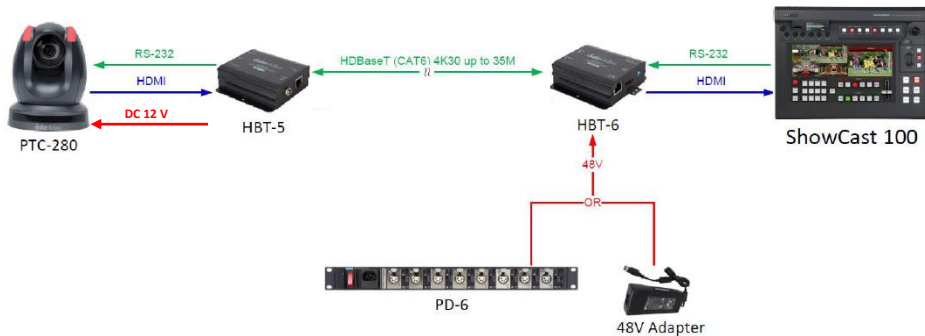 RS-232
HDMI
DC 12 V
PTC-280
HBT-5
HDBaseT (CAT6) 4K30 up to 35M
HBT-6
RS-232
HDMI
ShowCast 100
48V
OR
PD-6
48V Adapter